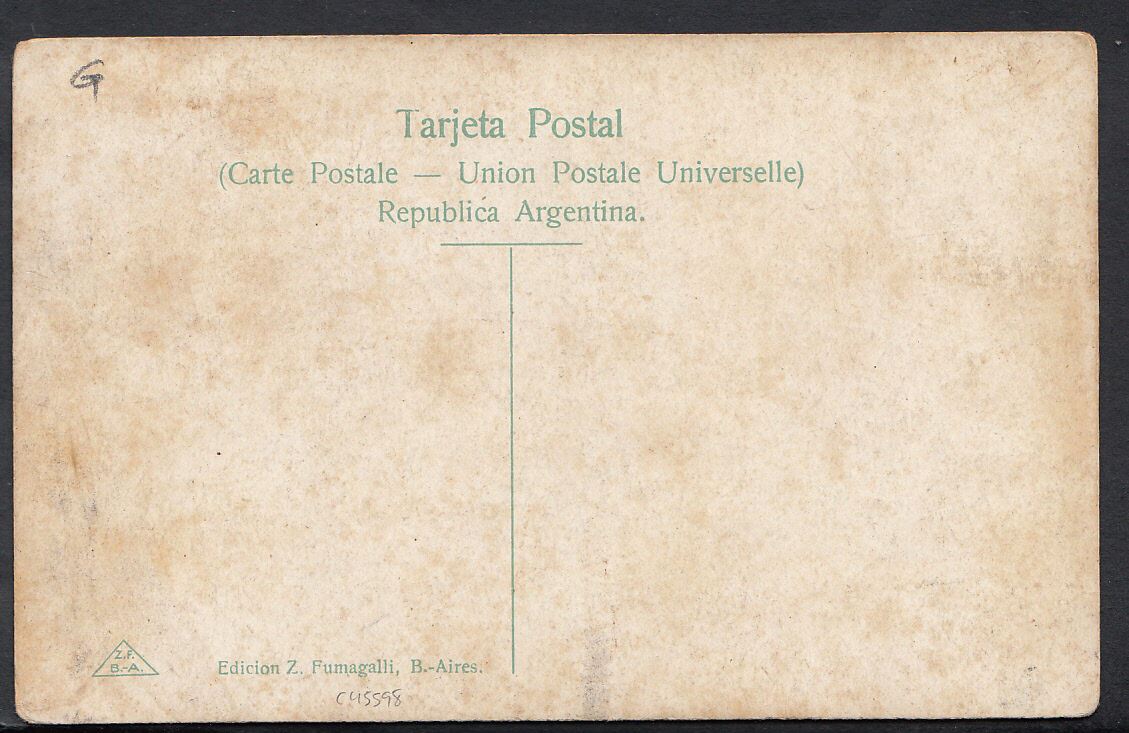 G
Tarjeta Postal
(Carte Postale — Union Postale Universelle)
Republica Argentina.
Z.F.
B.-A.
Edicion Z. Fumagalli, B.-Aires.
C45598